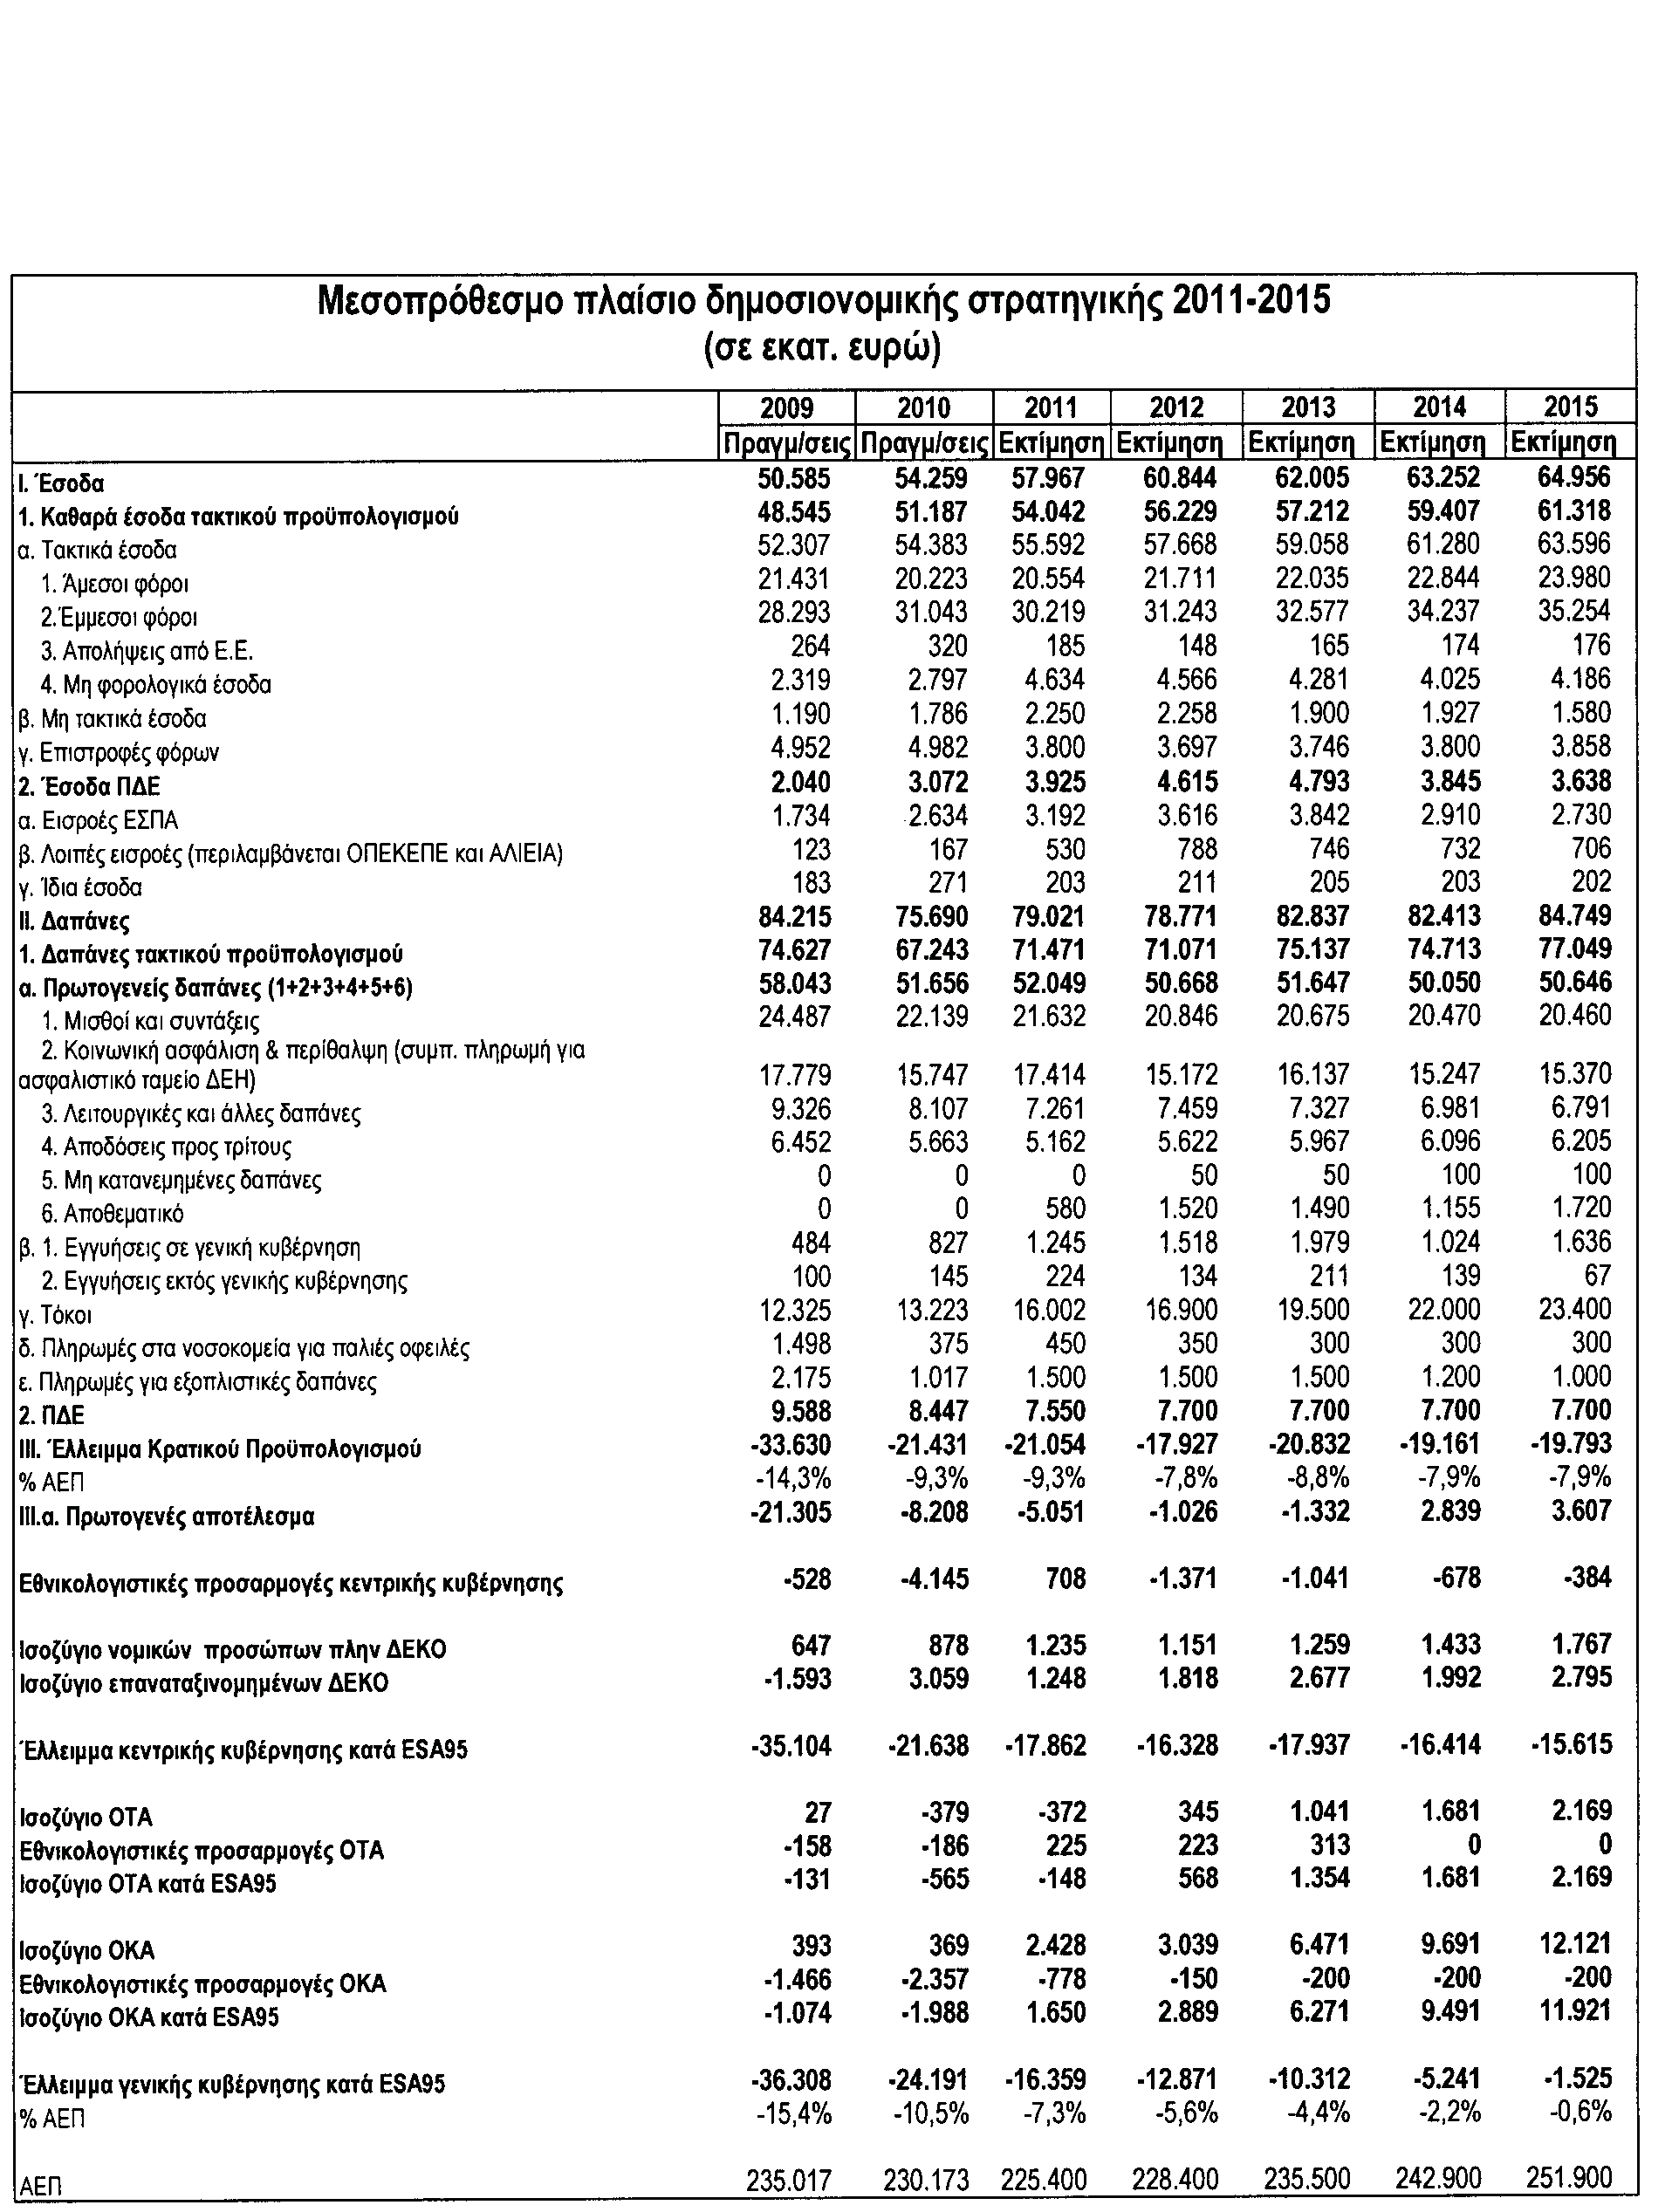 Μεσοπρόθεσμο πλαίσιο δημοσιονομικής στρατηγικής 2011-2015
(σε εκατ. ευρώ)
2009 2010 2011 2012 2013 2014 2015
Πραγμ/σεις Πραγμ/σεις Εκτίμηση Εκτίμηση Εκτίμηση Εκτίμηση Εκτίμηση
Ι. Έσοδα 50.585 54.259 57.967 60.844 62.005 63.252 64.956
1. Καθαρά έσοδα τακτικού προϋπολογισμού 48.545 51.187 54.042 56.229 57.212 59.407 61.318
α. Τακτικά έσοδα 52.307 54.383 55.592 57.668 59.058 61.280 63.596
1. Άμεσοι φόροι 21.431 20.223 20.554 21.711 22.035 22.844 23.980
2.Έμμεσοι φόροι 28.293 31.043 30.219 31.243 32.577 34.237 35.254
3. Απολήψεις από Ε.Ε. 264 320 185 148 165 174 176
4. Μη φορολογικά έσοδα 2.319 2.797 4.634 4.566 4.281 4.025 4.186
β. Μη τακτικά έσοδα 1.190 1.786 2.250 2.258 1.900 1.927 1.580
γ. Επιστροφές φόρων 4.952 4.982 3.800 3.697 3.746 3.800 3.858
2. Έσοδα ΠΔΕ 2.040 3.072 3.925 4.615 4.793 3.845 3.638
α. Εισροές ΕΣΠΑ 1.734 2.634 3.192 3.616 3.842 2.910 2.730
β. Λοιπές εισροές (περιλαμβάνεται ΟΠΕΚΕΠΕ και ΑΛΙΕΙΑ) 123 167 530 788 746 732 706
γ. Ίδια έσοδα 183 271 203 211 205 203 202
ΙΙ. Δαπάνες 84.215 75.690 79.021 78.771 82.837 82.413 84.749
1. Δαπάνες τακτικού προϋπολογισμού 74.627 67.243 71.471 71.071 75.137 74.713 77.049
α. Πρωτογενείς δαπάνες (1+2+3+4+5+6) 58.043 51.656 52.049 50.668 51.647 50.050 50.646
1. Μισθοί και συντάξεις 24.487 22.139 21.632 20.846 20.675 20.470 20.460
2. Κοινωνική ασφάλιση & περίθαλψη (συμπ. πληρωμή για
ασφαλιστικό ταμείο ΔΕΗ) 17.779 15.747 17.414 15.172 16.137 15.247 15.370
3. Λειτουργικές και άλλες δαπάνες 9.326 8.107 7.261 7.459 7.327 6.981 6.791
4. Αποδόσεις προς τρίτους 6.452 5.663 5.162 5.622 5.967 6.096 6.205
5. Μη κατανεμημένες δαπάνες 0 0 0 50 50 100 100
6. Αποθεματικό 0 0 580 1.520 1.490 1.155 1.720
β. 1. Εγγυήσεις σε γενική κυβέρνηση 484 827 1.245 1.518 1.979 1.024 1.636
2. Εγγυήσεις εκτός γενικής κυβέρνησης 100 145 224 134 211 139 67
γ. Τόκοι 12.325 13.223 16.002 16.900 19.500 22.000 23.400
δ. Πληρωμές στα νοσοκομεία για παλιές οφειλές 1.498 375 450 350 300 300 300
ε. Πληρωμές για εξοπλιστικές δαπάνες 2.175 1.017 1.500 1.500 1.500 1.200 1.000
2. ΠΔΕ 9.588 8.447 7.550 7.700 7.700 7.700 7.700
ΙΙΙ. Έλλειμμα Κρατικού Προϋπολογισμού -33.630 -21.431 -21.054 -17.927 -20.832 -19.161 -19.793
% ΑΕΠ -14,3% -9,3% -9,3% -7,8% -8,8% -7,9% -7,9%
ΙΙΙ.α. Πρωτογενές αποτέλεσμα -21.305 -8.208 -5.051 -1.026 -1.332 2.839 3.607
Εθνικολογιστικές προσαρμογές κεντρικής κυβέρνησης -528 -4.145 708 -1.371 -1.041 -678 -384
Ισοζύγιο νομικών προσώπων πλην ΔΕΚΟ 647 878 1.235 1.151 1.259 1.433 1.767
Ισοζύγιο επαναταξινομημένων ΔΕΚΟ -1.593 3.059 1.248 1.818 2.677 1.992 2.795
Έλλειμμα κεντρικής κυβέρνησης κατά ESA95 -35.104 -21.638 -17.862 -16.328 -17.937 -16.414 -15.615
Ισοζύγιο ΟΤΑ 27 -379 -372 345 1.041 1.681 2.169
Εθνικολογιστικές προσαρμογές ΟΤΑ -158 -186 225 223 313 0 0
Ισοζύγιο ΟΤΑ κατά ESA95 -131 -565 -148 568 1.354 1.681 2.169
Ισοζύγιο ΟΚΑ 393 369 2.428 3.039 6.471 9.691 12.121
Εθνικολογιστικές προσαρμογές ΟΚΑ -1.466 -2.357 -778 -150 -200 -200 -200
Ισοζύγιο ΟΚΑ κατά ESA95 -1.074 -1.988 1.650 2.889 6.271 9.491 11.921
Έλλειμμα γενικής κυβέρνησης κατά ESA95 -36.308 -24.191 -16.359 -12.871 -10.312 -5.241 -1.525
% ΑΕΠ -15,4% -10,5% -7,3% -5,6% -4,4% -2,2% -0,6%
ΑΕΠ 235.017 230.173 225.400 228.400 235.500 242.900 251.900